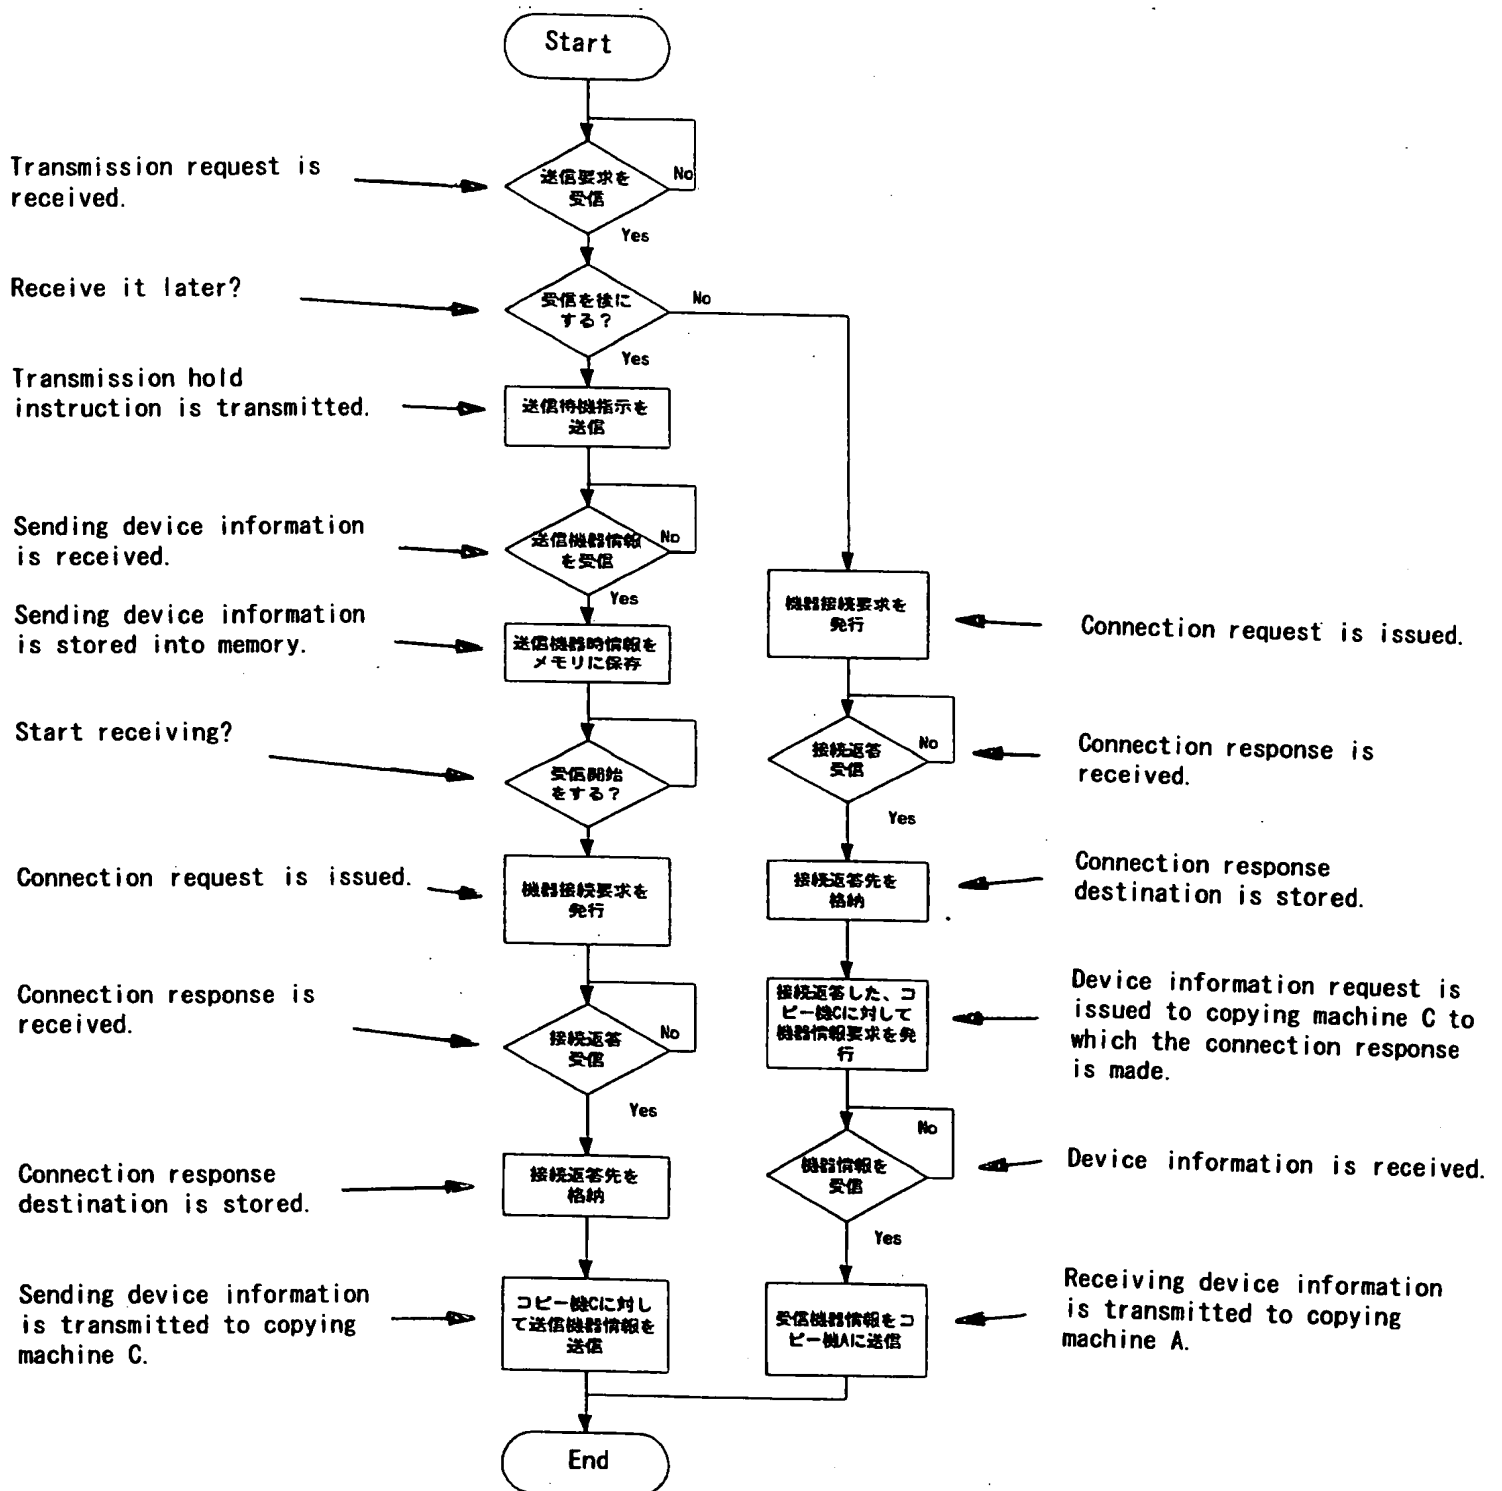 Start
Transmission request is
received.
送信要求を
受信
No
Yes
Receive it later?
受信を後に
する？
No
Yes
Transmission hold
instruction is transmitted.
送信待機指示を
送信
Sending device information
is received.
送信機器情報
を受信
No
Yes
Sending device information
is stored into memory.
送信機器時情報を
メモリに保存
Start receiving?
受信開始
をする？
Connection request is issued.
機器接続要求を
発行
Connection response is
received.
接続返答
受信
No
Yes
Connection response
destination is stored.
接続返答先を
格納
Sending device information
is transmitted to copying
machine C.
コピー機Cに対し
て送信機器情報を
送信
機器接続要求を
発行
Connection request is issued.
接続返答
受信
No
Yes
Connection response is
received.
接続返答先を
格納
Connection response
destination is stored.
接続返答した、コ
ピー機Cに対して
機器情報要求を発
行
Device information request is
issued to copying machine C to
which the connection response
is made.
機器情報を
受信
No
Yes
Device information is received.
受信機器情報をコ
ピー機Aに送信
Receiving device information
is transmitted to copying
machine A.
End